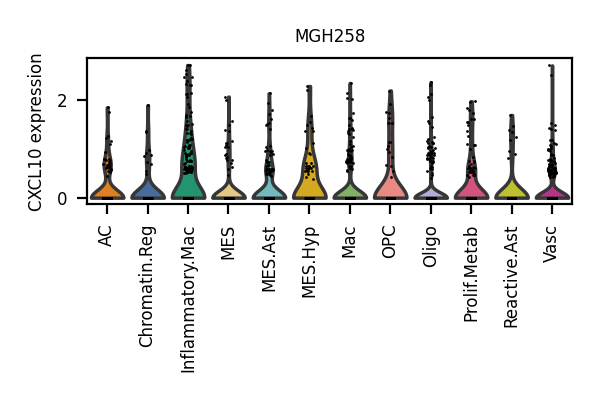 MGH258
CXCL10 expression
2
0
AC
Chromatin.Reg
Inflammatory.Mac
MES
MES.Ast
MES.Hyp
Mac
OPC
Oligo
Prolif.Metab
Reactive.Ast
Vasc